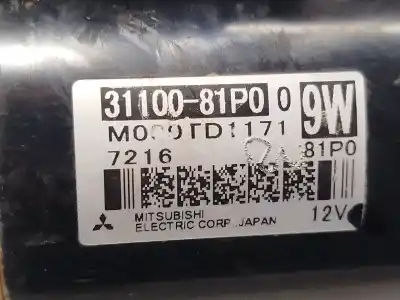 31100-81P0 0 9W
M000TD1171
7216 81P0
MITSUBISHI
ELECTRIC CORP. JAPAN 12V